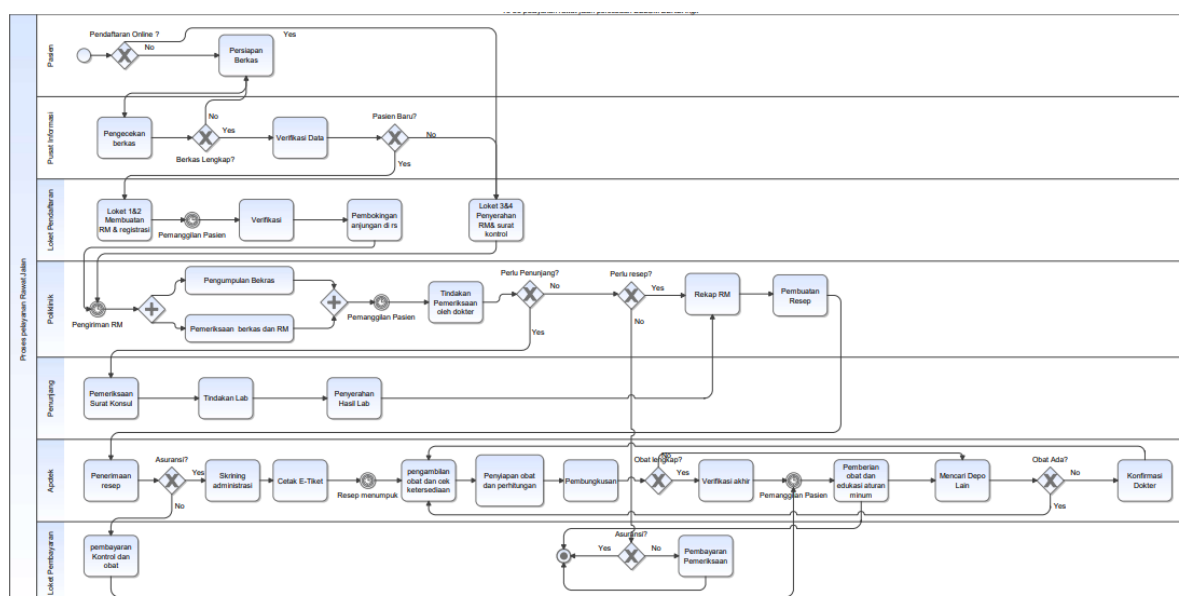 Proses pelayanan Rawat Jalan
Pasien
Pendaftaran Online ?
Yes
No
Persiapan
Berkas
Pusat Informasi
Pengecekan
berkas
No
Yes
Berkas Lengkap?
Verifikasi Data
Pasien Baru?
No
Yes
Loket Pendaftaran
Loket 1&2
Membuatan
RM & registrasi
Pemanggilan Pasien
Verifikasi
Pembokingan
anjungan di rs
Loket 3&4
Penyerahan
RM& surat
kontrol
Poliklinik
Pengiriman RM
Pengumpulan Bekras
Pemeriksaan berkas dan RM
Pemanggilan Pasien
Tindakan
Pemeriksaan
oleh dokter
Perlu Penunjang?
No
Yes
Perlu resep?
Yes
No
Rekap RM
Pembuatan
Resep
Penunjang
Pemeriksaan
Surat Konsul
Tindakan Lab
Penyerahan
Hasil Lab
Apotek
Penerimaan
resep
Asuransi?
Yes
No
Skrining
administrasi
Cetak E-Tiket
Resep menumpuk
pengambilan
obat dan cek
ketersediaan
Penyiapan obat
dan perhitungan
Pembungkusan
Obat lengkap?
No
Yes
Verifikasi akhir
Pemanggilan Pasien
Pemberian
obat dan
edukasi aturan
minum
Mencari Depo
Lain
Obat Ada?
No
Yes
Konfirmasi
Dokter
Loket Pembayaran
pembayaran
Kontrol dan
obat
Asuransi?
Yes
No
Pembayaran
Pemeriksaan